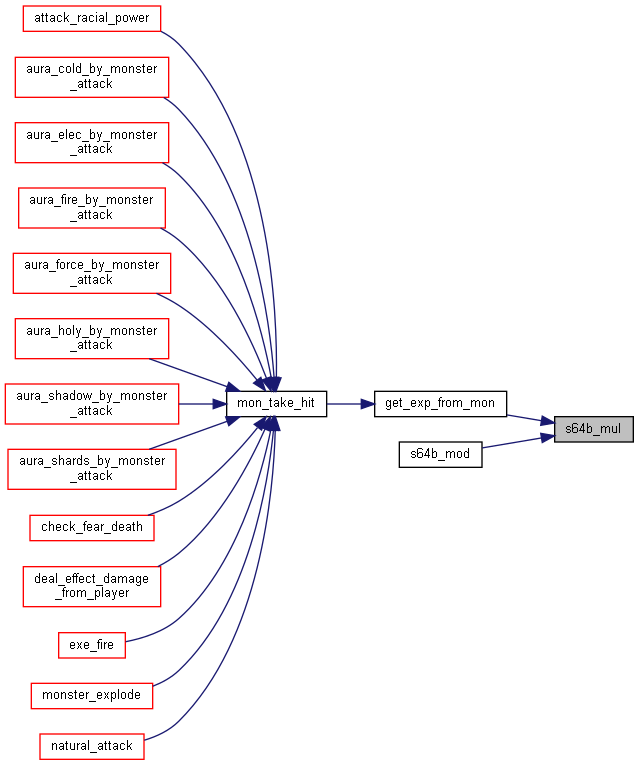 attack_racial_power
aura_cold_by_monster
_attack
aura_elec_by_monster
_attack
aura_fire_by_monster
_attack
aura_force_by_monster
_attack
aura_holy_by_monster
_attack
aura_shadow_by_monster
_attack
aura_shards_by_monster
_attack
check_fear_death
deal_effect_damage
_from_player
exe_fire
monster_explode
natural_attack
mon_take_hit
get_exp_from_mon
s64b_mod
s64b_mul